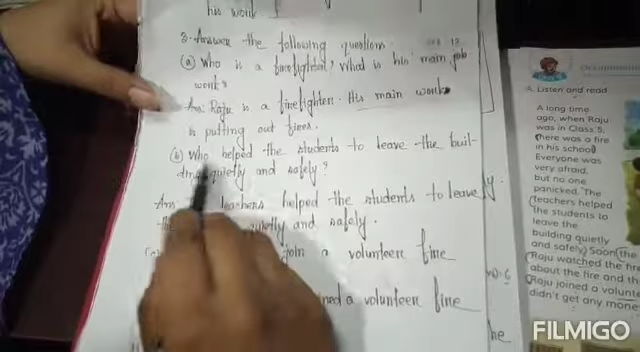 his work
3. Answer the following questions.
(a) Who is a firefighter? What is his main job
work?
Ans: Raju is a firefighter. His main work
is putting out fires.
(b) Who helped the students to leave the buil-
ding quietly and safely?
Ans: teachers helped the students to leave
and safely.
join a volunteer fire
joined a volunteer fire
he
A. Listen and read
A long time
ago, when Raju
was in Class 5,
there was a fire
in his school.
Everyone was
very afraid,
but no one
panicked. The
teachers helped
the students to
leave the
building quietly
and safely. Soon the
Raju watched the fire
about the fire and th
Raju joined a volunte
didn't get any mone
FILMIGO